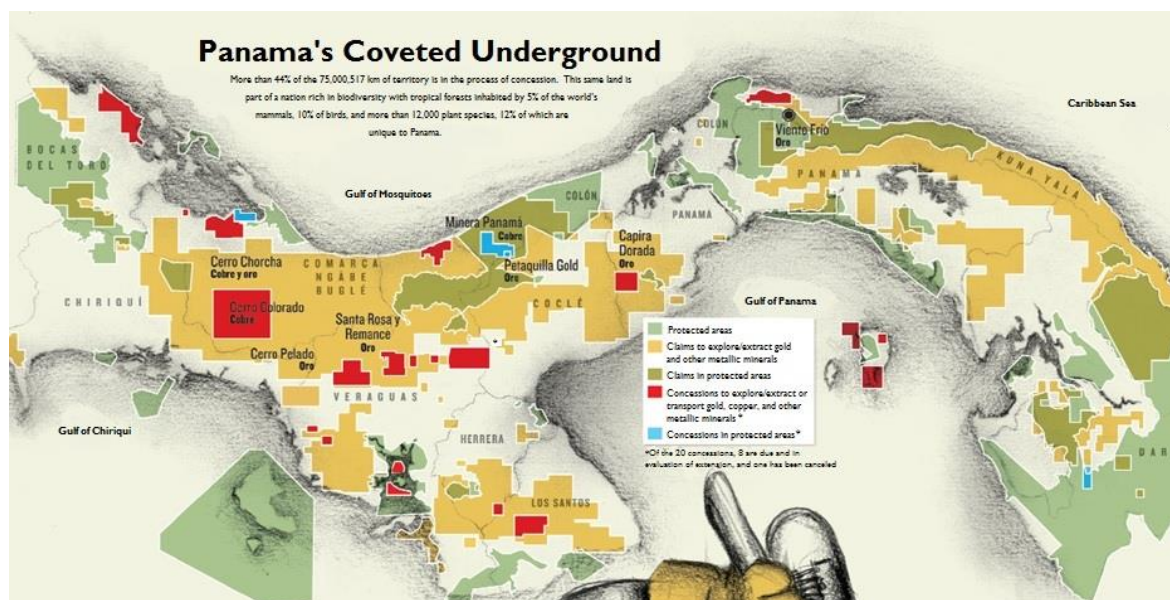 Panama's Coveted Underground
More than 44% of the 75,000,517 km of territory is in the process of concession. This same land is
part of a nation rich in biodiversity with tropical forests inhabited by 5% of the world's
mammals, 10% of birds, and more than 12,000 plant species, 12% of which are
unique to Panama.
Caribbean Sea
COLÓN
Viento Frío
Oro
BOCAS
DEL TORO
KUNA YALA
PANAMA
Gulf of Mosquitoes
COLÓN
PANAMÁ
Minera Panamá
Cobre
Capira
Dorada
Oro
Cerro Chorcha
Cobre y oro
COMARCA
NGÄBE
BUGLÉ
Petaquilla Gold
Oro
CHIRIQUÍ
Cerro Colorado
Cobre
COCLÉ
Gulf of Panama
Santa Rosa y
Remance
Oro
Cerro Pelado
Oro
VERAGUAS
Protected areas
Claims to explore/extract gold
and other metallic minerals
Claims in protected areas
Concessions to explore/extract or
transport gold, copper, and other
metallic minerals *
Concessions in protected areas*
*Of the 20 concessions, 8 are due and in
evaluation of extension, and one has been canceled
Gulf of Chiriqui
HERRERA
LOS SANTOS
DAR